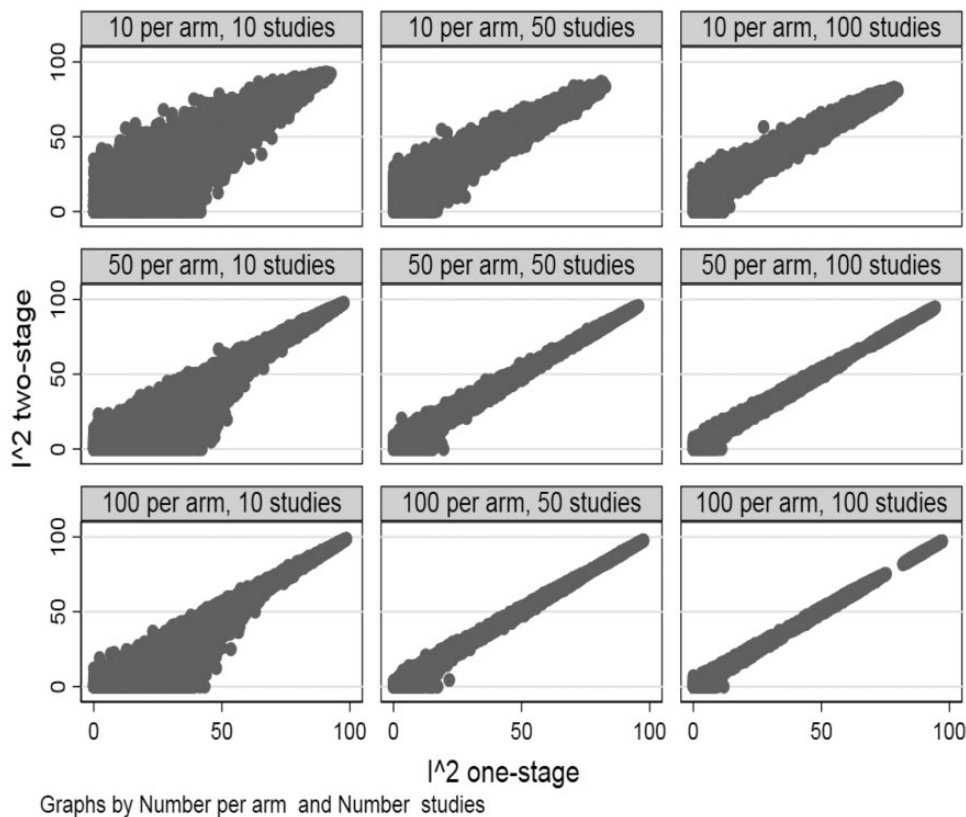 10 per arm, 10 studies
10 per arm, 50 studies
10 per arm, 100 studies
100
50
0
50 per arm, 10 studies
50 per arm, 50 studies
50 per arm, 100 studies
100
50
0
I^2 two-stage
100 per arm, 10 studies
100 per arm, 50 studies
100 per arm, 100 studies
100
50
0
0 50 100
0 50 100
0 50 100
I^2 one-stage
Graphs by Number per arm and Number studies